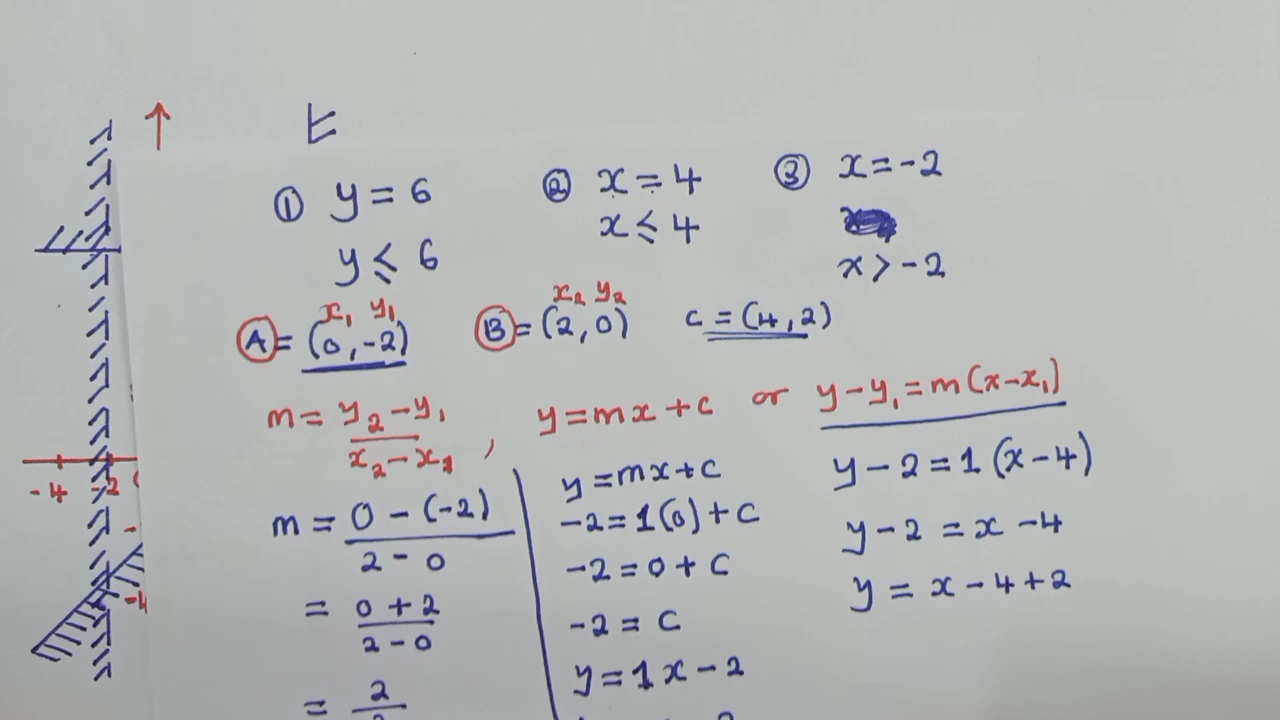 ① y = 6
y ≤ 6
② x = 4
x ≤ 4
③ x = -2
x > -2
x₁ y₁
A = (0, -2)
x₂ y₂
B = (2, 0)
c = (4, 2)
m = y₂ - y₁ / x₂ - x₁ , y = mx + c or y - y₁ = m(x - x₁)
m = 0 - (-2) / 2 - 0
= 0 + 2 / 2 - 0
= 2
y = mx + c
-2 = 1(0) + c
-2 = 0 + c
-2 = c
y = 1x - 2
y - 2 = 1(x - 4)
y - 2 = x - 4
y = x - 4 + 2
-4 -2
-4